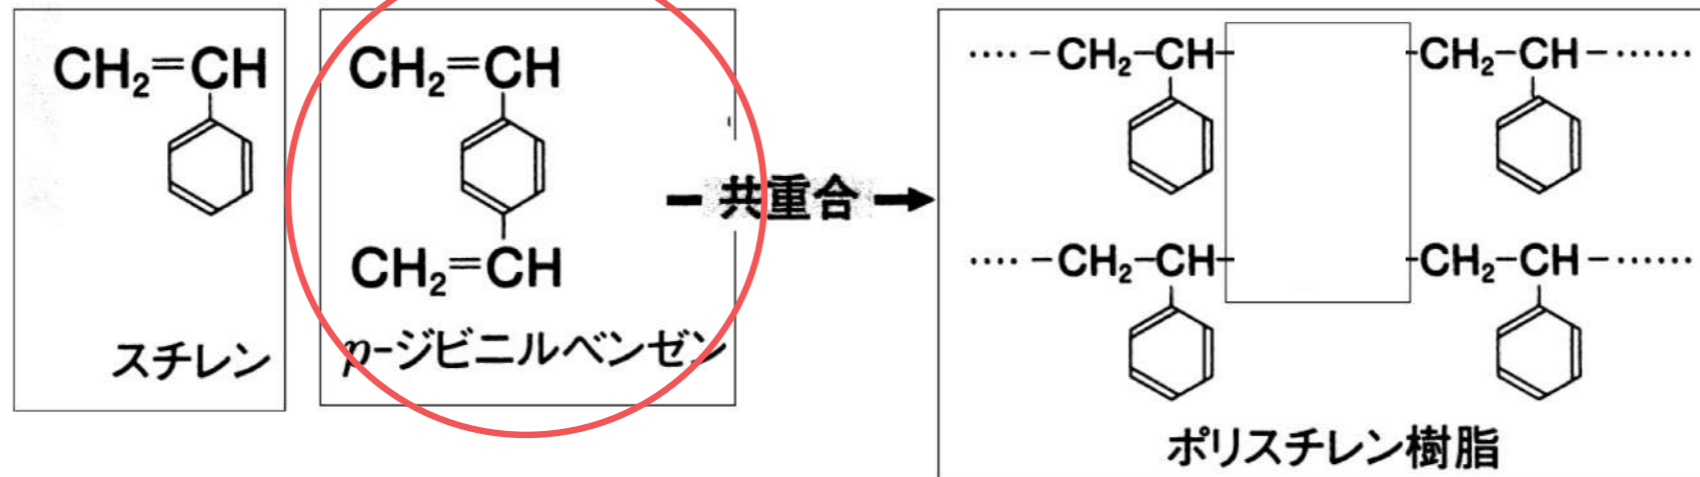 CH₂=CH
CH₂=CH
CH₂=CH
スチレン
p-ジビニルベンゼン
共重合
···· -CH₂-CH- -CH₂-CH-······
···· -CH₂-CH- -CH₂-CH-······
ポリスチレン樹脂